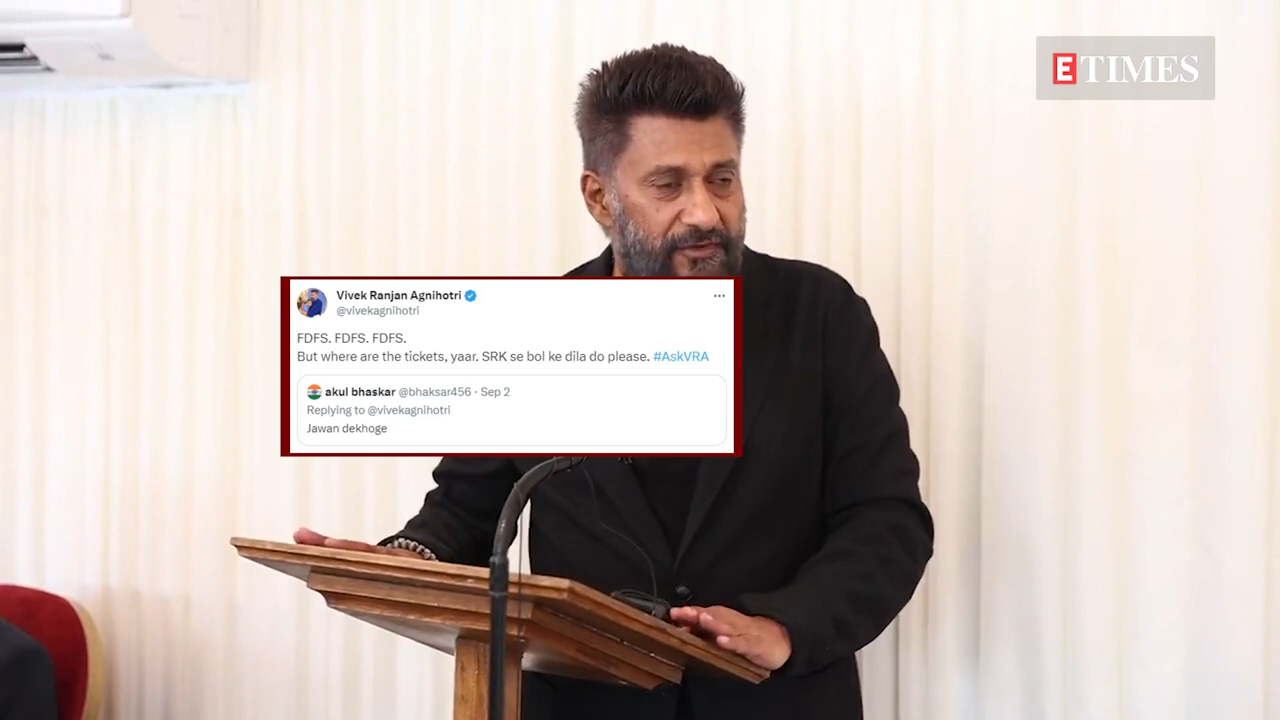 ETIMES
Vivek Ranjan Agnihotri
@vivekagnihotri
FDFS. FDFS. FDFS.
But where are the tickets, yaar. SRK se bol ke dila do please. #AskVRA
akul bhaskar @bhaksar456 · Sep 2
Replying to @vivekagnihotri
Jawan dekhoge